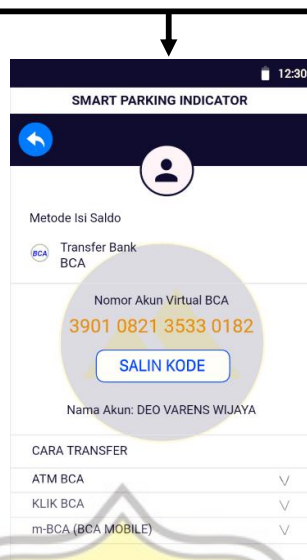 12:30
SMART PARKING INDICATOR
Metode Isi Saldo
BCA
Transfer Bank
BCA
Nomor Akun Virtual BCA
3901 0821 3533 0182
SALIN KODE
Nama Akun: DEO VARENS WIJAYA
CARA TRANSFER
ATM BCA
KLIK BCA
m-BCA (BCA MOBILE)